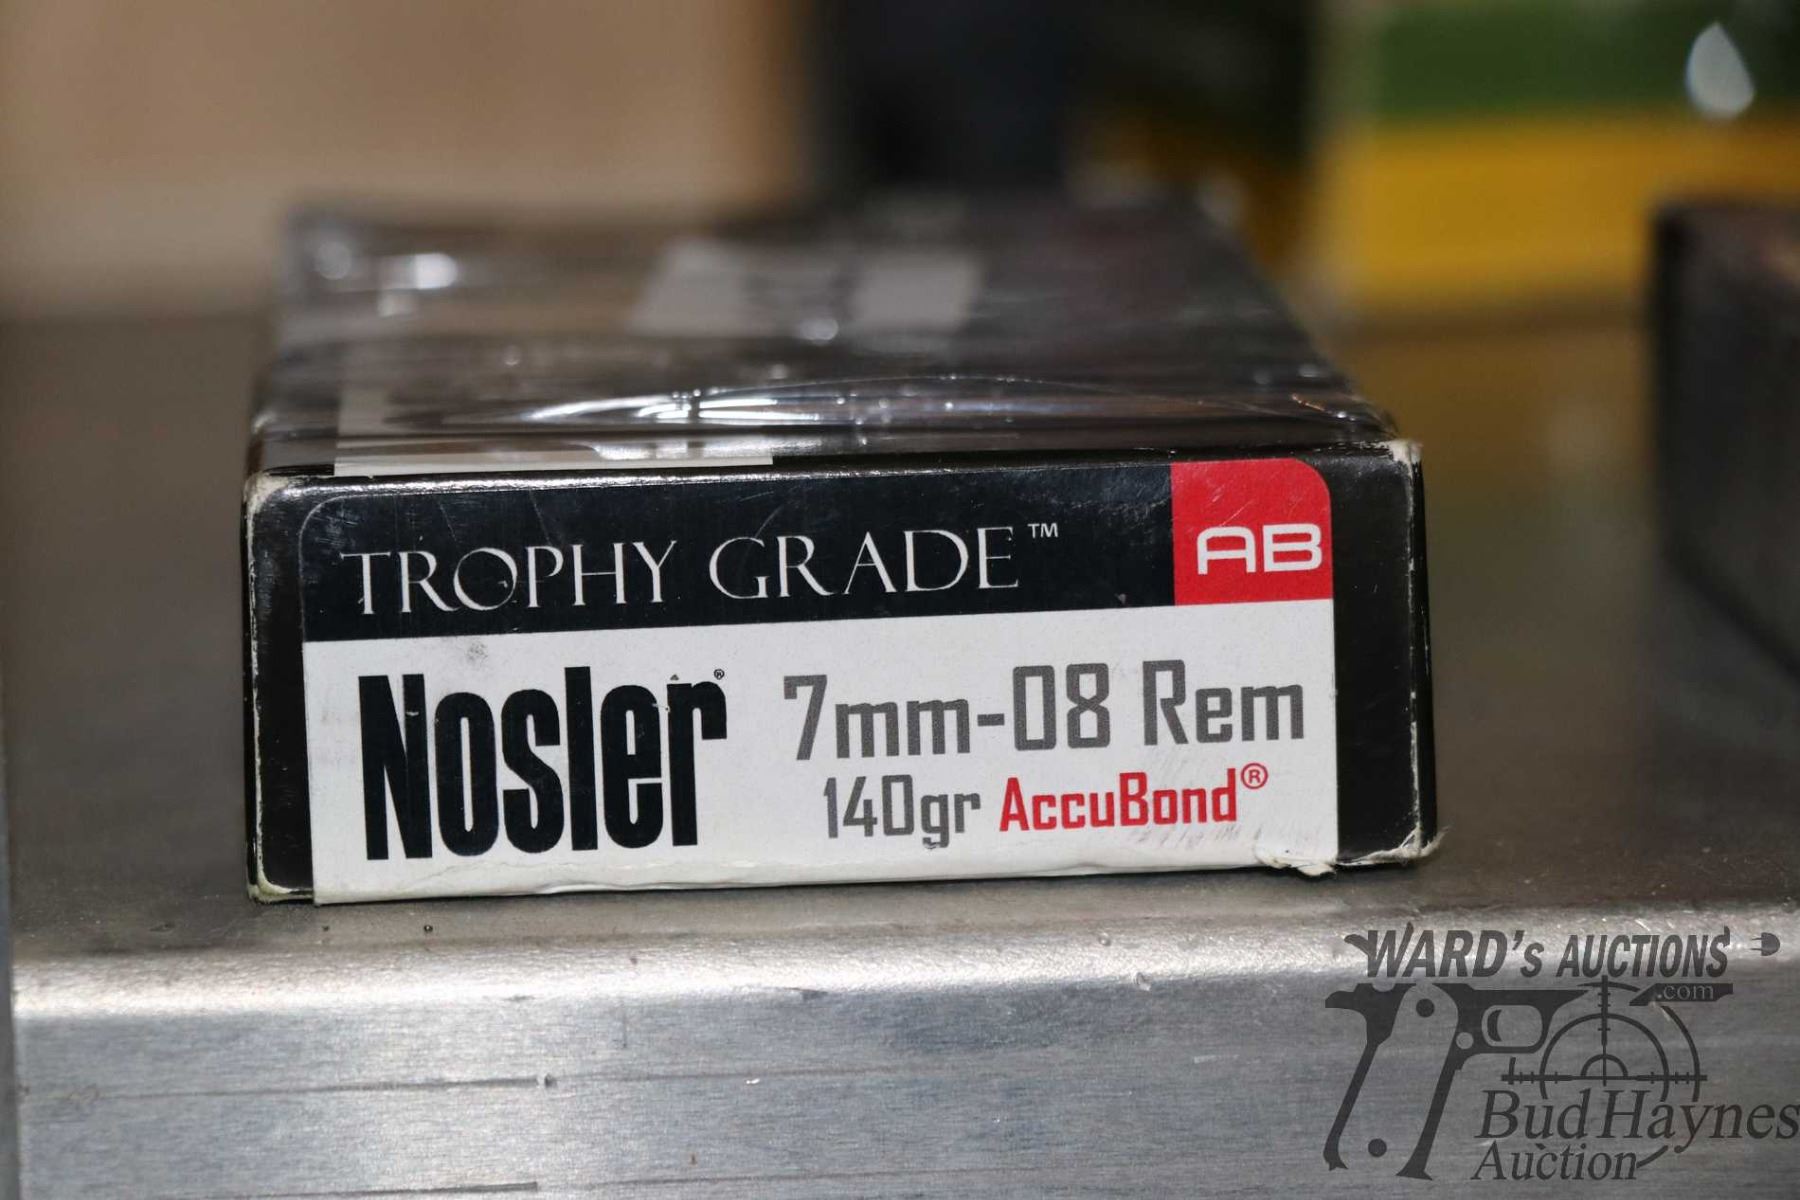 TROPHY GRADE™
AB
Nosler®
7mm-08 Rem
140gr AccuBond®
WARD's AUCTIONS
.com
Bud Haynes
Auction